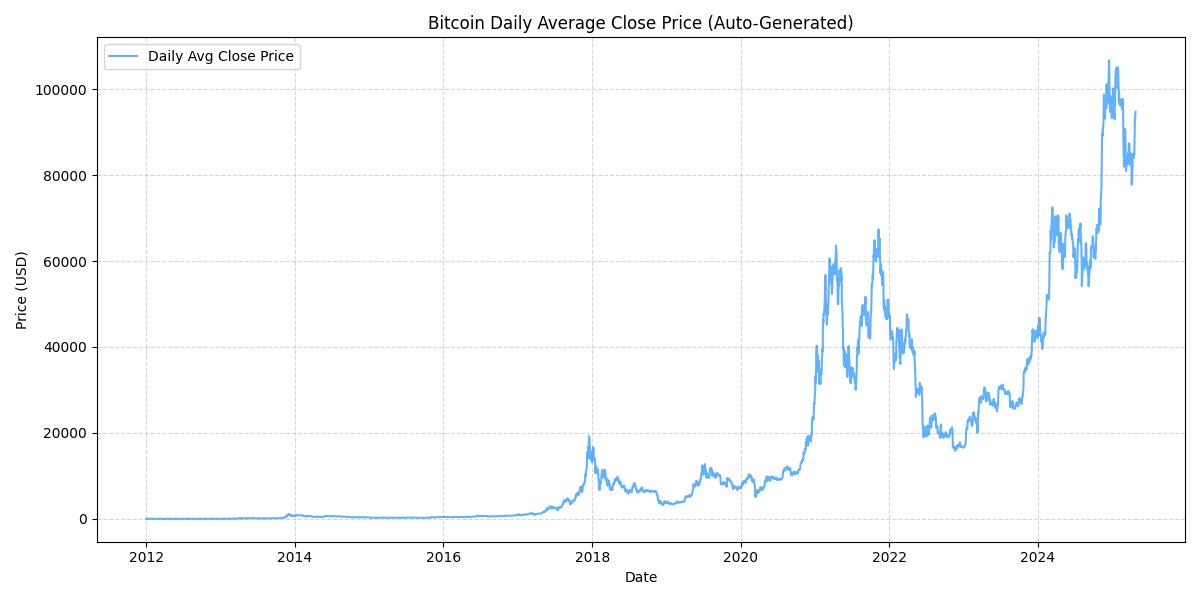 Bitcoin Daily Average Close Price (Auto-Generated)
Daily Avg Close Price
Price (USD)
100000
80000
60000
40000
20000
0
2012 2014 2016 2018 2020 2022 2024
Date